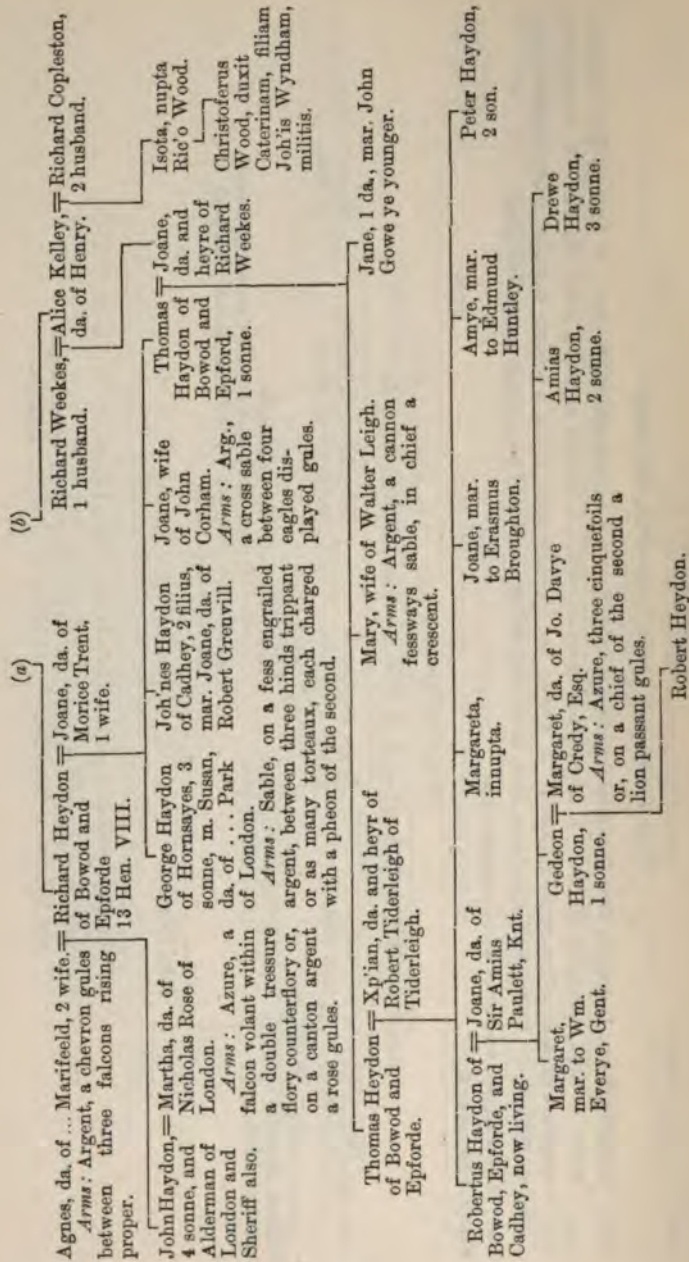 (a)
(b)
Agnes, da. of ... Marifeeld, 2 wife. = Richard Heydon = Joane, da. of
Arms: Argent, a chevron gules
between three falcons rising
proper.
of Bowod and
Epforde
13 Hen. VIII.
Morice Trent.
1 wife.
Richard Weekes, = Alice Kelley, = Richard Copleston,
1 husband.
da. of Henry.
2 husband.
John Haydon, = Martha, da. of
4 sonne, and
Alderman of
London and
Sheriff also.
Nicholas Rose of
London.
Arms: Azure, a
falcon volant within
a double tressure
flory counterflory or,
on a canton argent
a rose gules.
George Haydon
of Hornsayes, 3
sonne, m. Susan,
da. of ... Park
of London.
Arms: Sable, on a fess engrailed
argent, between three hinds trippant
or as many torteaux, each charged
with a pheon of the second.
Joh'nes Haydon
of Cadhey, 2 filius,
mar. Joane, da. of
Robert Grenvill.
Joane, wife
of John
Corham.
Arms: Arg.,
a cross sable
between four
eagles dis-
played gules.
Thomas = Joane,
Haydon of
Bowod and
Epford,
1 sonne.
da. and
heyre of
Richard
Weekes.
Isota, nupta
Ric'o Wood.
Christoferus
Wood, duxit
Caterinam, filiam
Joh'is Wyndham,
militis.
Thomas Heydon = Xp'ian, da. and heyr of
of Bowod and
Epforde.
Robert Tiderleigh of
Tiderleigh.
Mary, wife of Walter Leigh.
Arms: Argent, a cannon
fessways sable, in chief a
crescent.
Jane, 1 da., mar. John
Gowe ye younger.
Robertus Haydon of = Joane, da. of
Bowod, Epforde, and
Cadhey, now living.
Sir Amias
Paulett, Knt.
Margareta,
innupta.
Joane, mar.
to Erasmus
Broughton.
Amye, mar.
to Edmund
Huntley.
Peter Haydon,
2 son.
Margaret,
mar. to Wm.
Everye, Gent.
Gedeon = Margaret, da. of Jo. Davye
Haydon,
1 sonne.
of Credy, Esq.
Arms: Azure, three cinquefoils
or, on a chief of the second a
lion passant gules.
Amias
Haydon,
2 sonne.
Drewe
Haydon,
3 sonne.
Robert Heydon.